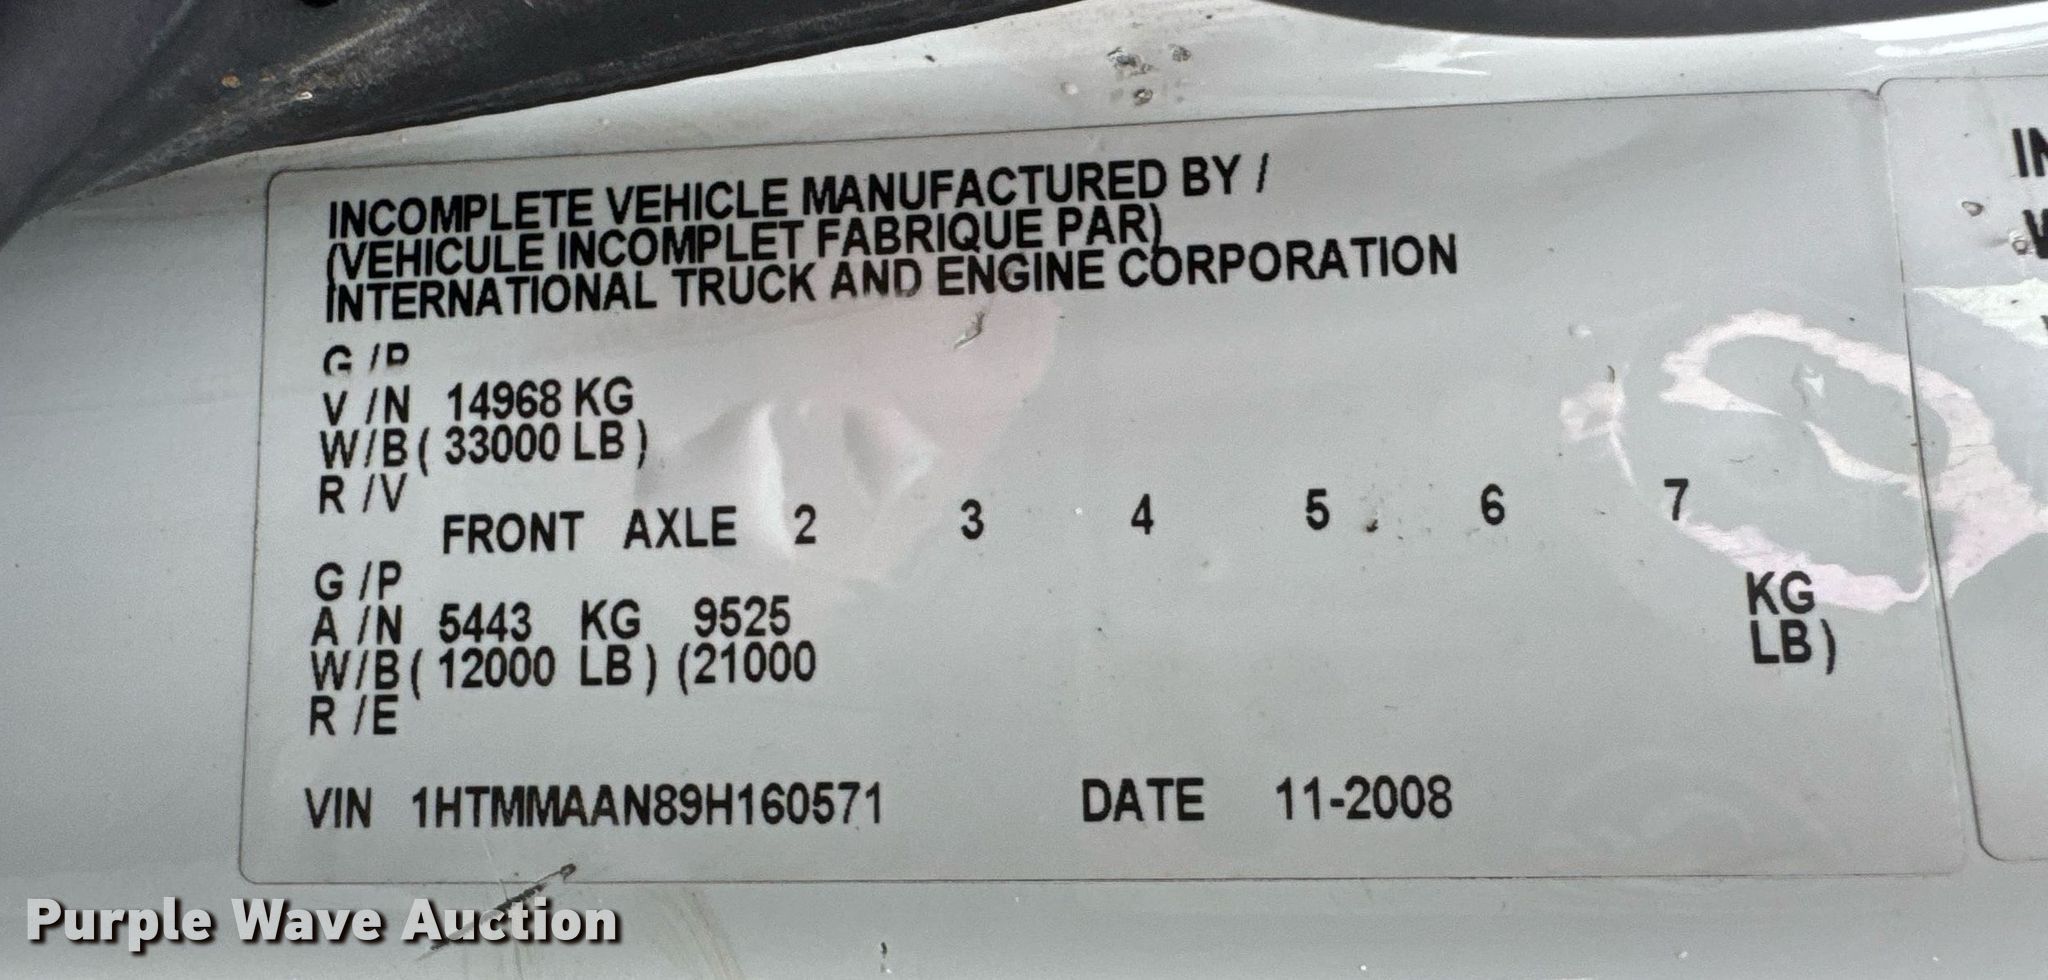 INCOMPLETE VEHICLE MANUFACTURED BY /
(VEHICULE INCOMPLET FABRIQUE PAR)
INTERNATIONAL TRUCK AND ENGINE CORPORATION
G /P
V /N 14968 KG
W/B ( 33000 LB )
R /V
FRONT AXLE 2 3 4 5 6 7
G /P
A /N 5443 KG 9525 KG
W/B ( 12000 LB ) (21000 LB )
R /E
VIN 1HTMMAAN89H160571 DATE 11-2008
Purple Wave Auction